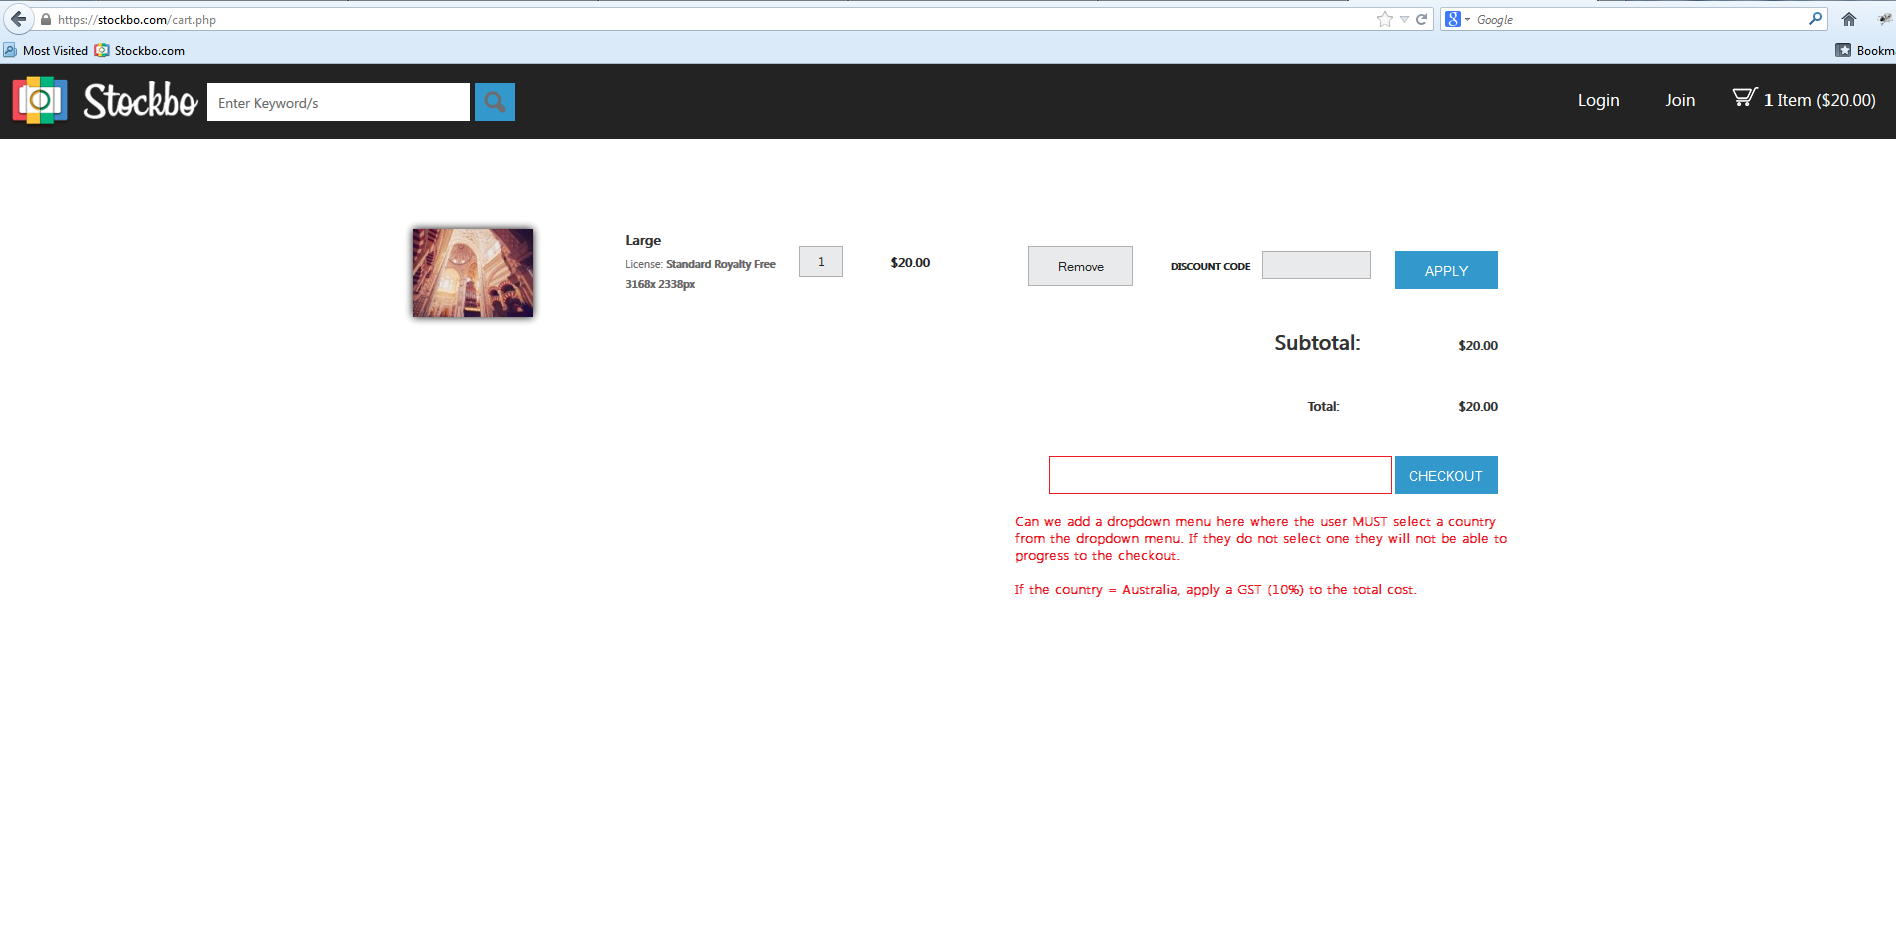 https://stockbo.com/cart.php
Google
Most Visited
Stockbo.com
Bookm
Stockbo
Enter Keyword/s
Login
Join
1 Item ($20.00)
Large
License: Standard Royalty Free
3168x 2338px
1
$20.00
Remove
DISCOUNT CODE
APPLY
Subtotal:
$20.00
Total:
$20.00
CHECKOUT
Can we add a dropdown menu here where the user MUST select a country
from the dropdown menu. If they do not select one they will not be able to
progress to the checkout.
If the country = Australia, apply a GST (10%) to the total cost.